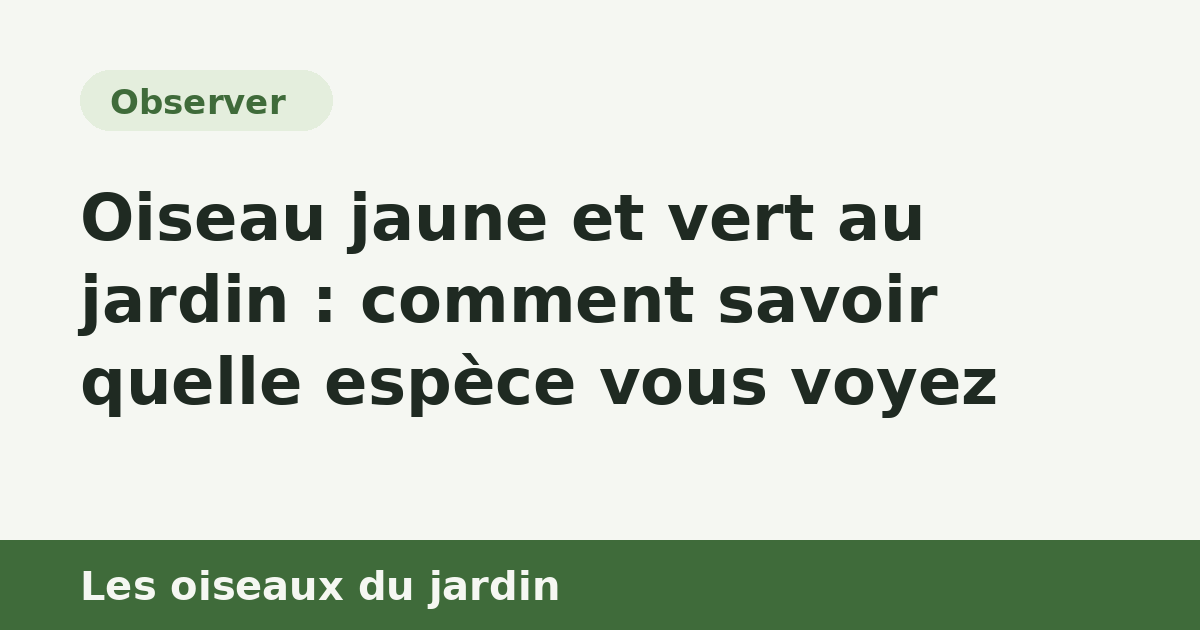 Observer
Oiseau jaune et vert au
jardin : comment savoir
quelle espèce vous voyez
Les oiseaux du jardin